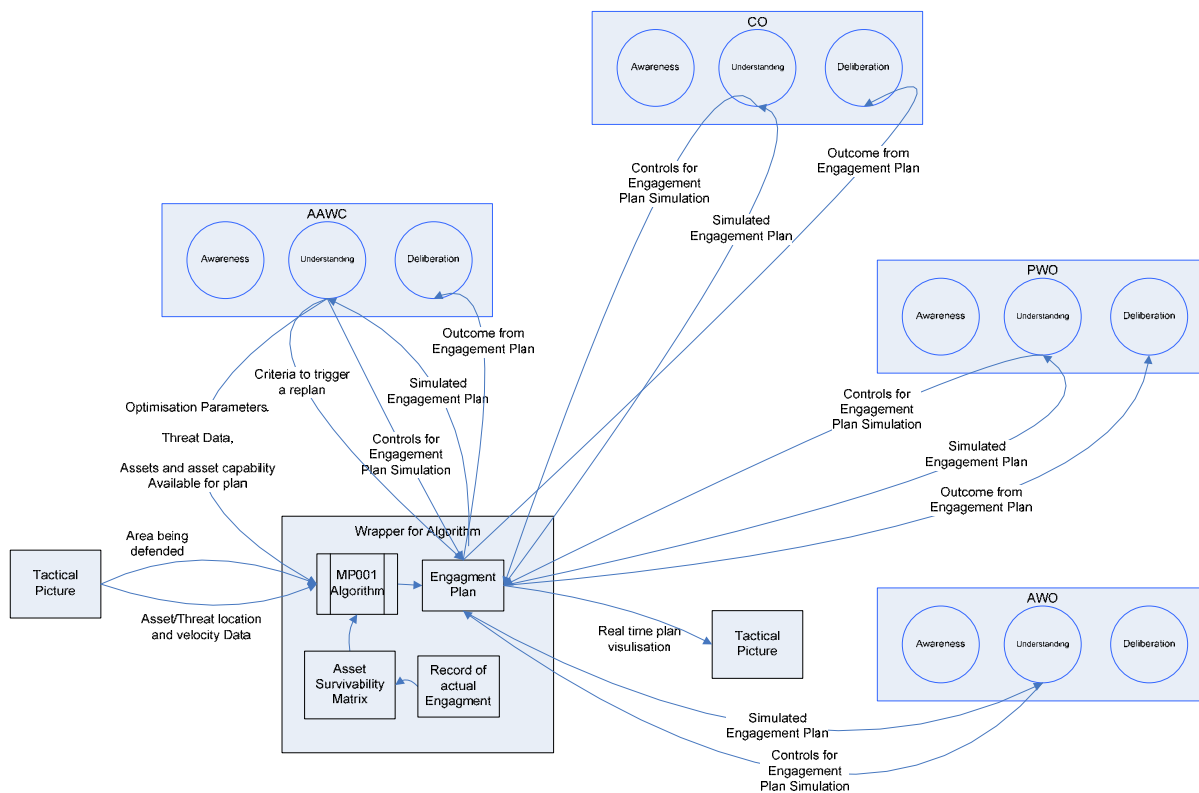 CO
Awareness
Understanding
Deliberation
Controls for
Engagement
Plan Simulation
Simulated
Engagement Plan
Outcome from
Engagement Plan
AAWC
Awareness
Understanding
Deliberation
Optimisation Parameters.
Threat Data,
Assets and asset capability
Available for plan
Criteria to trigger
a replan
Controls for
Engagement
Plan Simulation
Simulated
Engagement Plan
Outcome from
Engagement Plan
PWO
Awareness
Understanding
Deliberation
Controls for
Engagement
Plan Simulation
Simulated
Engagement Plan
Outcome from
Engagement Plan
Tactical
Picture
Area being
defended
Asset/Threat location
and velocity Data
Wrapper for Algorithm
MP001
Algorithm
Engagment
Plan
Asset
Survivability
Matrix
Record of
actual
Engagment
Real time plan
visulisation
Tactical
Picture
AWO
Awareness
Understanding
Deliberation
Simulated
Engagement Plan
Controls for
Engagement
Plan Simulation